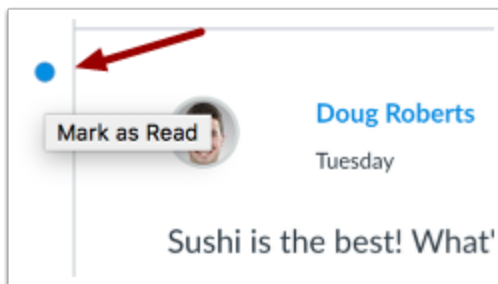 Doug Roberts
Mark as Read
Tuesday
Sushi is the best! What'